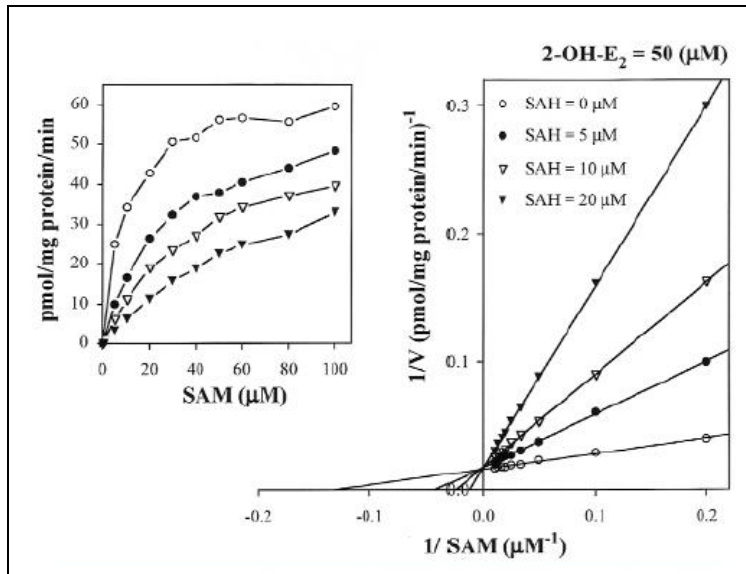 2-OH-E₂ = 50 (µM)
60
50
40
30
20
10
0
pmol/mg protein/min
0 20 40 60 80 100
SAM (µM)
○ SAH = 0 µM
● SAH = 5 µM
▽ SAH = 10 µM
▼ SAH = 20 µM
0.3
0.2
0.1
0.0
1/V (pmol/mg protein/min)⁻¹
-0.2 -0.1 0.0 0.1 0.2
1/ SAM (µM⁻¹)